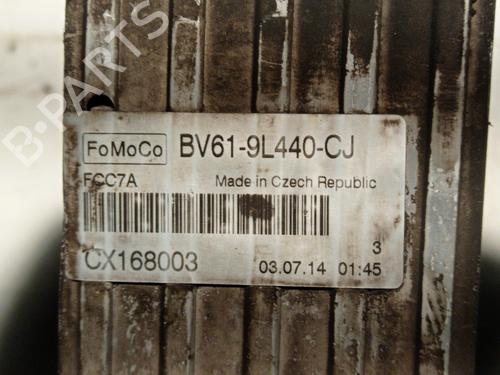 B-PARTS
FoMoCo
BV61-9L440-CJ
FCC7A
Made in Czech Republic
CX168003
3
03.07.14 01:45